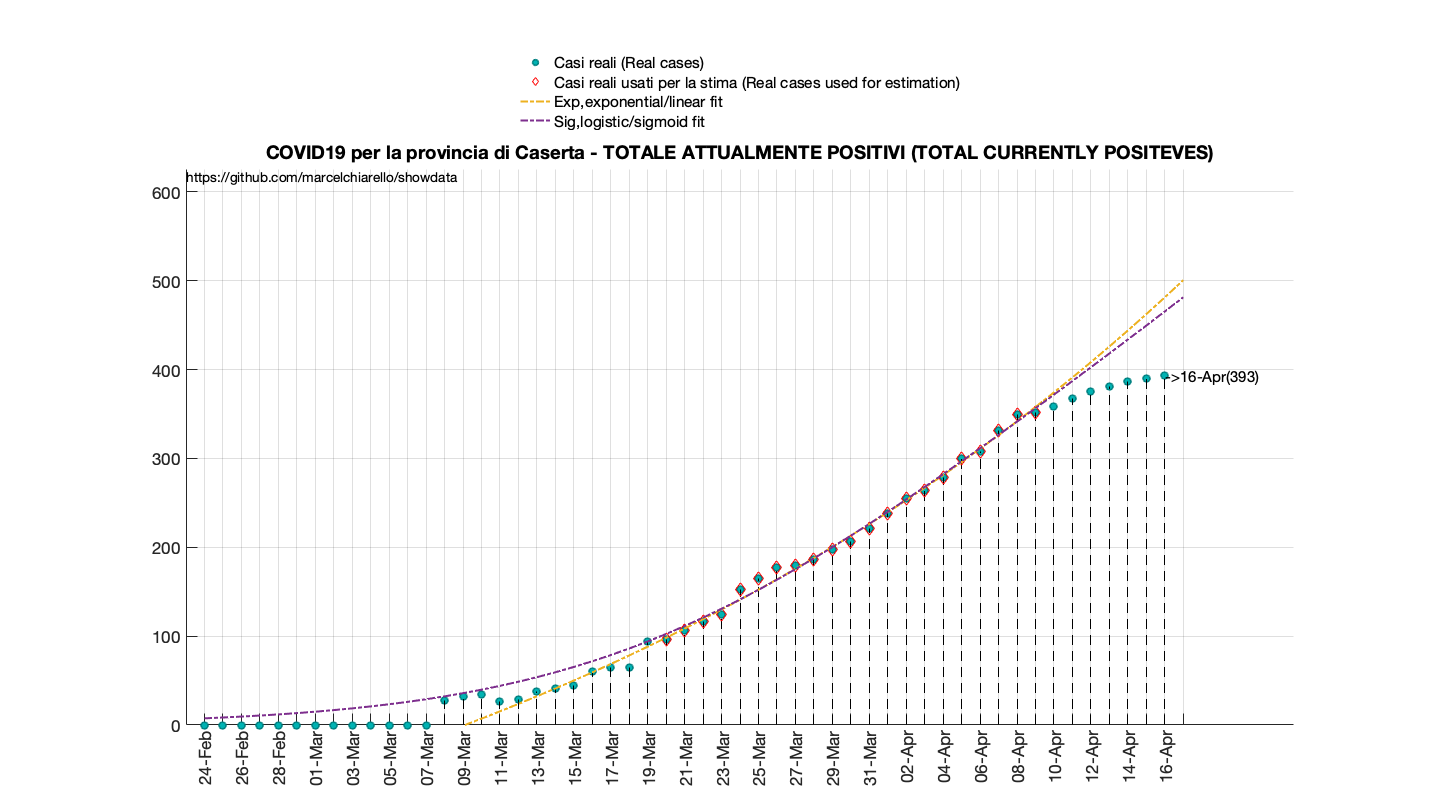 Casi reali (Real cases)
Casi reali usati per la stima (Real cases used for estimation)
Exp,exponential/linear fit
Sig,logistic/sigmoid fit
COVID19 per la provincia di Caserta - TOTALE ATTUALMENTE POSITIVI (TOTAL CURRENTLY POSITEVES)
https://github.com/marcelchiarello/showdata
600
500
400
300
200
100
0
->16-Apr(393)
24-Feb
26-Feb
28-Feb
01-Mar
03-Mar
05-Mar
07-Mar
09-Mar
11-Mar
13-Mar
15-Mar
17-Mar
19-Mar
21-Mar
23-Mar
25-Mar
27-Mar
29-Mar
31-Mar
02-Apr
04-Apr
06-Apr
08-Apr
10-Apr
12-Apr
14-Apr
16-Apr